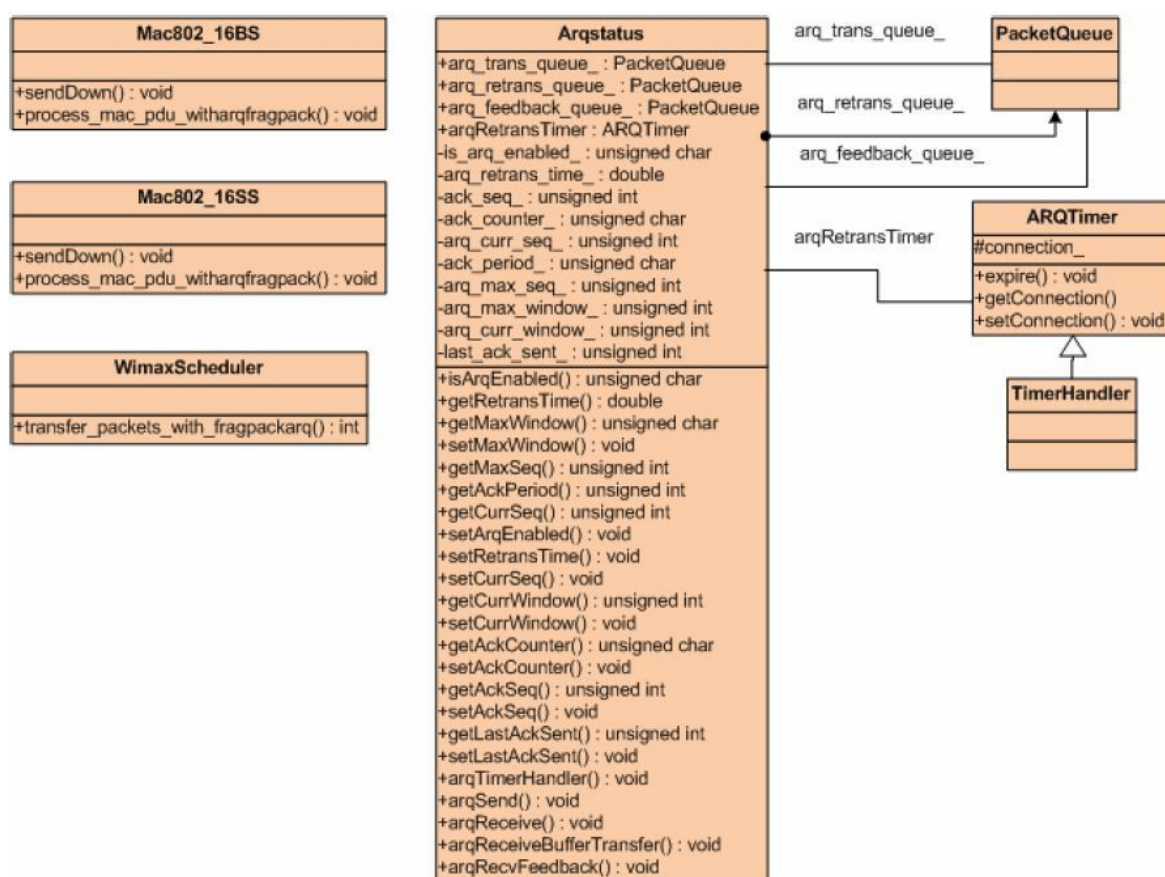 Mac802_16BS
+sendDown() : void
+process_mac_pdu_witharqfragpack() : void
Mac802_16SS
+sendDown() : void
+process_mac_pdu_witharqfragpack() : void
WimaxScheduler
+transfer_packets_with_fragpackarq() : int
Arqstatus
+arq_trans_queue_ : PacketQueue
+arq_retrans_queue_ : PacketQueue
+arq_feedback_queue_ : PacketQueue
+arqRetransTimer : ARQTimer
-is_arq_enabled_ : unsigned char
-arq_retrans_time_ : double
-ack_seq_ : unsigned int
-ack_counter_ : unsigned char
-arq_curr_seq_ : unsigned int
-ack_period_ : unsigned char
-arq_max_seq_ : unsigned int
-arq_max_window_ : unsigned int
-arq_curr_window_ : unsigned int
-last_ack_sent_ : unsigned int
+isArqEnabled() : unsigned char
+getRetransTime() : double
+getMaxWindow() : unsigned char
+setMaxWindow() : void
+getMaxSeq() : unsigned int
+getAckPeriod() : unsigned int
+getCurrSeq() : unsigned int
+setArqEnabled() : void
+setRetransTime() : void
+setCurrSeq() : void
+getCurrWindow() : unsigned int
+setCurrWindow() : void
+getAckCounter() : unsigned char
+setAckCounter() : void
+getAckSeq() : unsigned int
+setAckSeq() : void
+getLastAckSent() : unsigned int
+setLastAckSent() : void
+arqTimerHandler() : void
+arqSend() : void
+arqReceive() : void
+arqReceiveBufferTransfer() : void
+arqRecvFeedback() : void
arq_trans_queue_
arq_retrans_queue_
arq_feedback_queue_
arqRetransTimer
PacketQueue
ARQTimer
#connection_
+expire() : void
+getConnection()
+setConnection() : void
TimerHandler